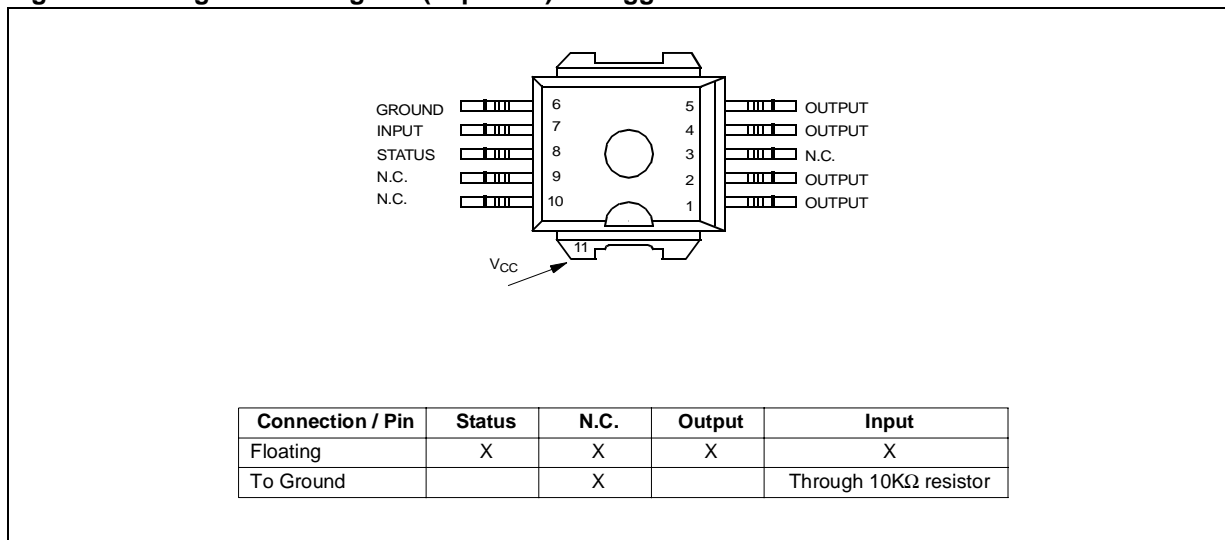 GROUND 6 5 OUTPUT
INPUT 7 4 OUTPUT
STATUS 8 3 N.C.
N.C. 9 2 OUTPUT
N.C. 10 1 OUTPUT
11
VCC
Connection / Pin Status N.C. Output Input
Floating X X X X
To Ground X Through 10KΩ resistor